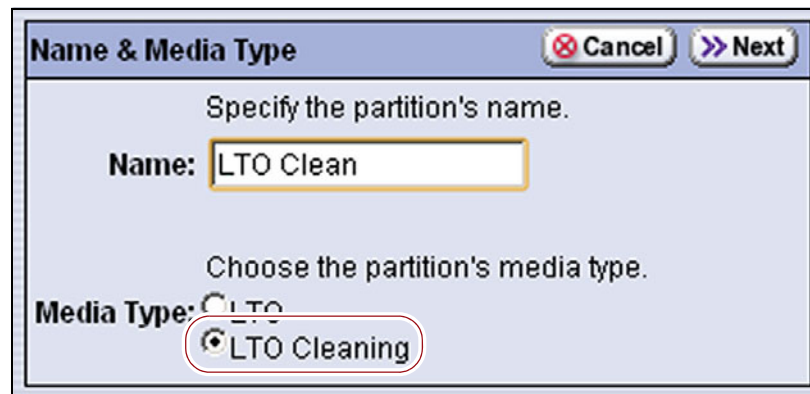 Name & Media Type Cancel Next
Specify the partition's name.
Name: LTO Clean
Choose the partition's media type.
Media Type: LTO
LTO Cleaning